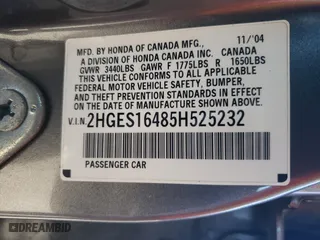 MFD. BY HONDA OF CANADA MFG., 11/'04
A DIVISION OF HONDA CANADA INC. CANADA
GVWR 3440LBS GAWR F 1775LBS R 1650LBS
THIS VEHICLE CONFORMS TO ALL APPLICABLE
FEDERAL MOTOR VEHICLE SAFETY, BUMPER,
AND THEFT PREVENTION STANDARDS IN EFFECT
ON THE DATE OF MANUFACTURE SHOWN ABOVE.
V.I.N. 2HGES16485H525232
PASSENGER CAR
DREAMBID